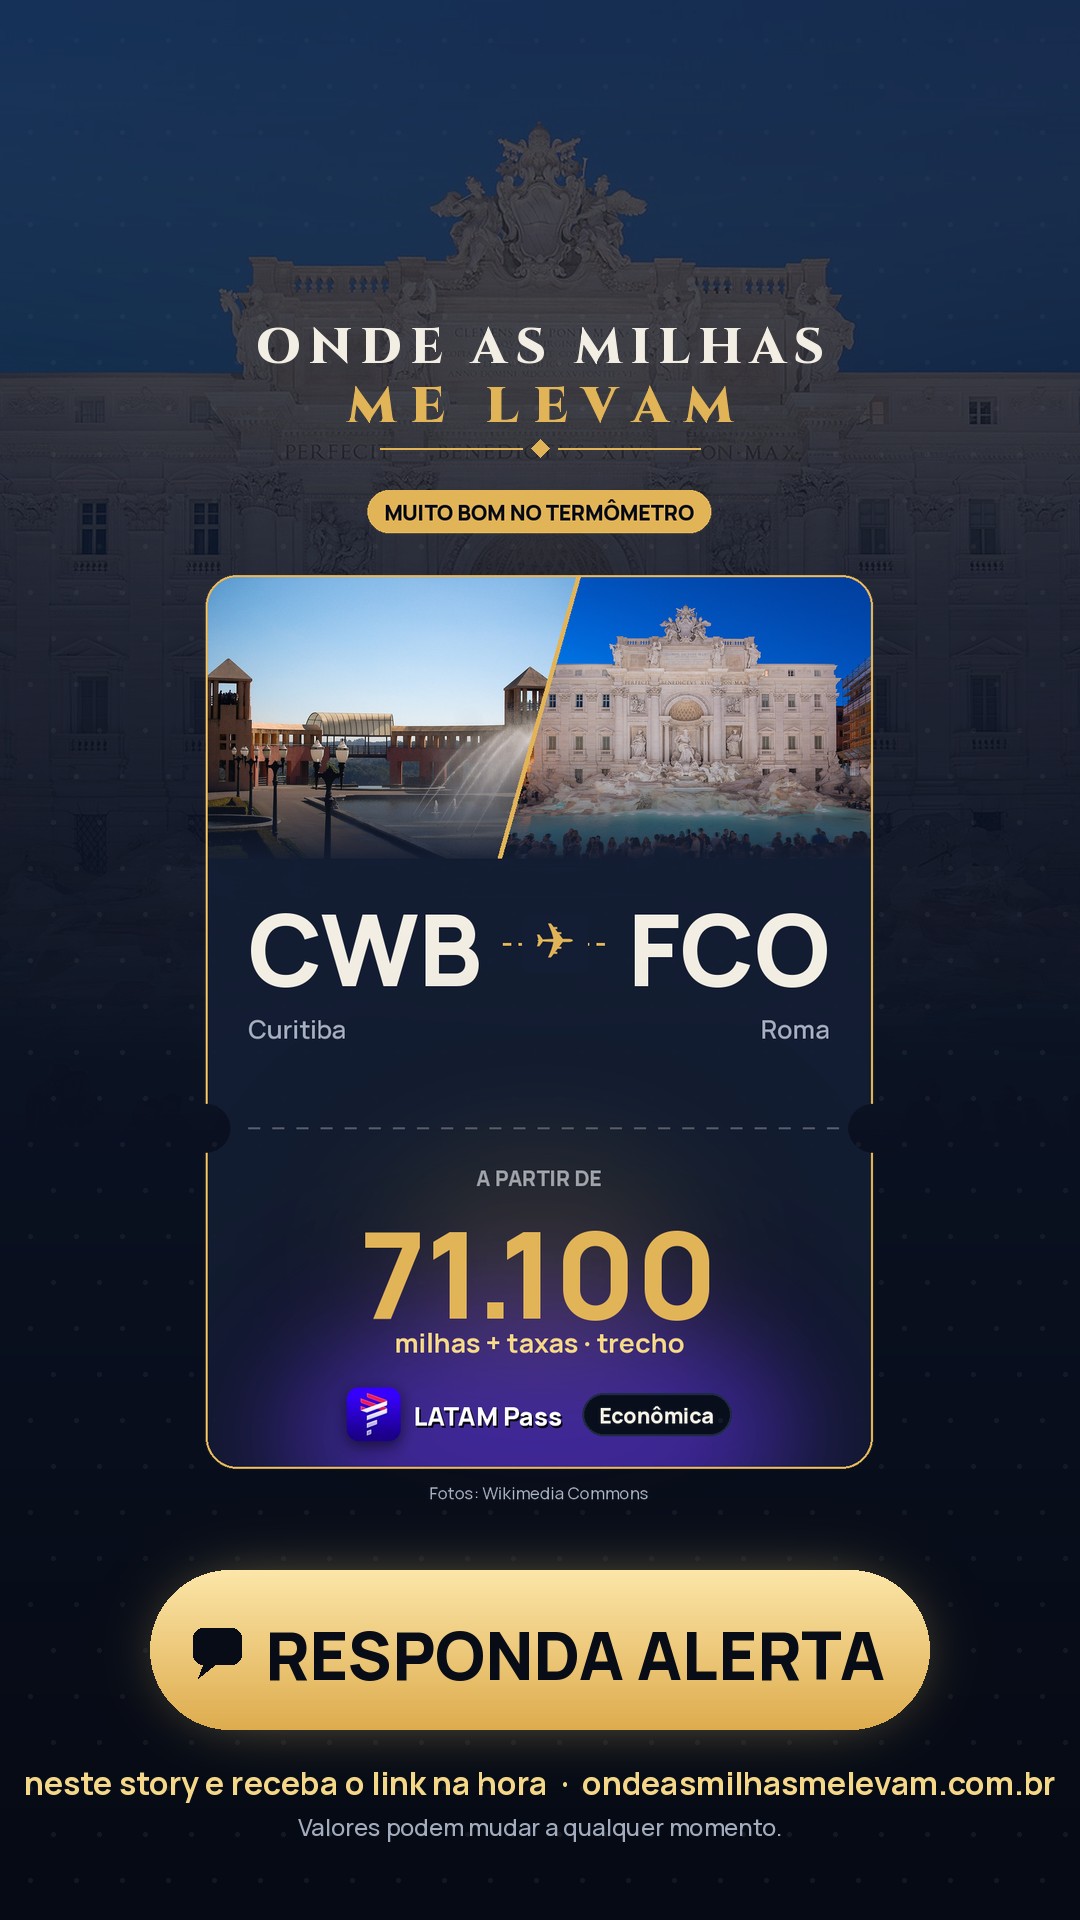 ONDE AS MILHAS
ME LEVAM
MUITO BOM NO TERMÔMETRO
CWB ✈ FCO
Curitiba Roma
A PARTIR DE
71.100
milhas + taxas · trecho
LATAM Pass Econômica
Fotos: Wikimedia Commons
RESPONDA ALERTA
neste story e receba o link na hora · ondeasmilhasmelevam.com.br
Valores podem mudar a qualquer momento.